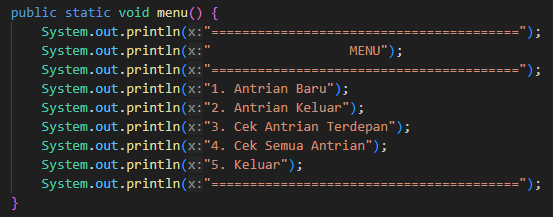 public static void menu() {
    System.out.println(x:"======================================");
    System.out.println(x:"                 MENU");
    System.out.println(x:"======================================");
    System.out.println(x:"1. Antrian Baru");
    System.out.println(x:"2. Antrian Keluar");
    System.out.println(x:"3. Cek Antrian Terdepan");
    System.out.println(x:"4. Cek Semua Antrian");
    System.out.println(x:"5. Keluar");
    System.out.println(x:"======================================");
}